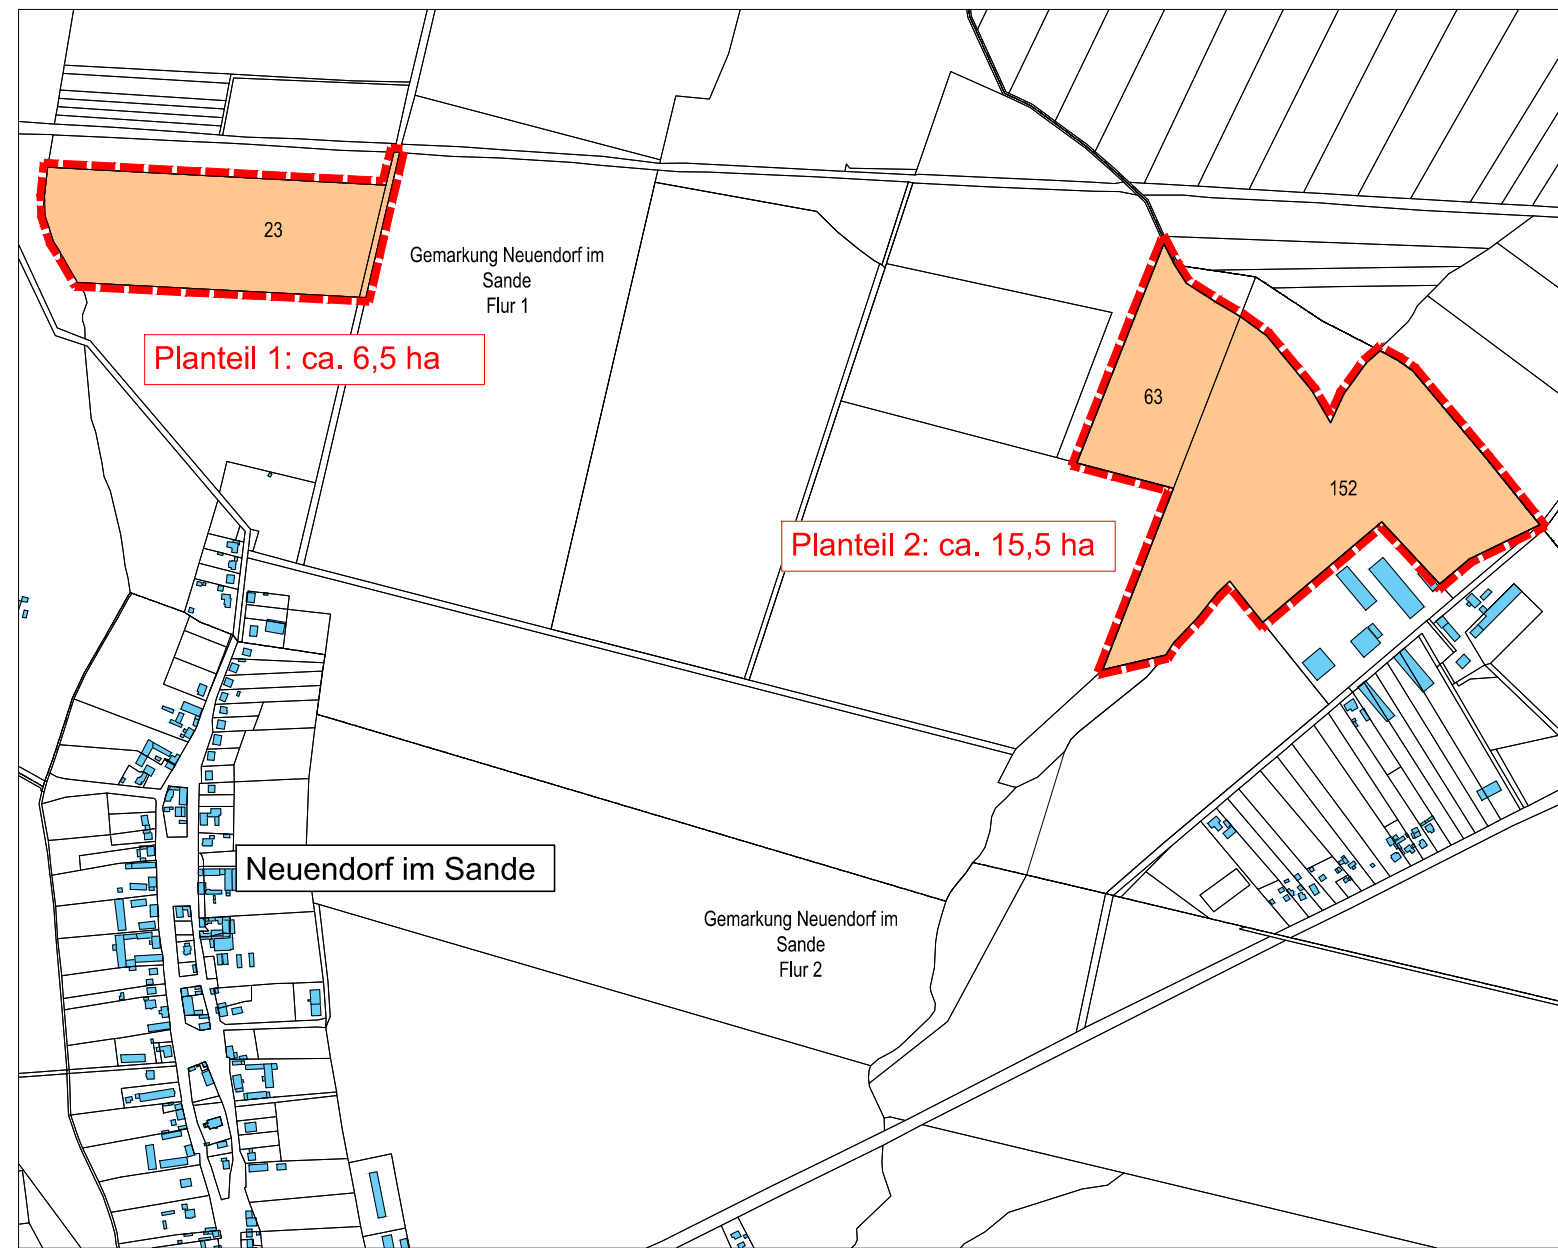 23
Gemarkung Neuendorf im
Sande
Flur 1
Planteil 1: ca. 6,5 ha
63
152
Planteil 2: ca. 15,5 ha
Neuendorf im Sande
Gemarkung Neuendorf im
Sande
Flur 2